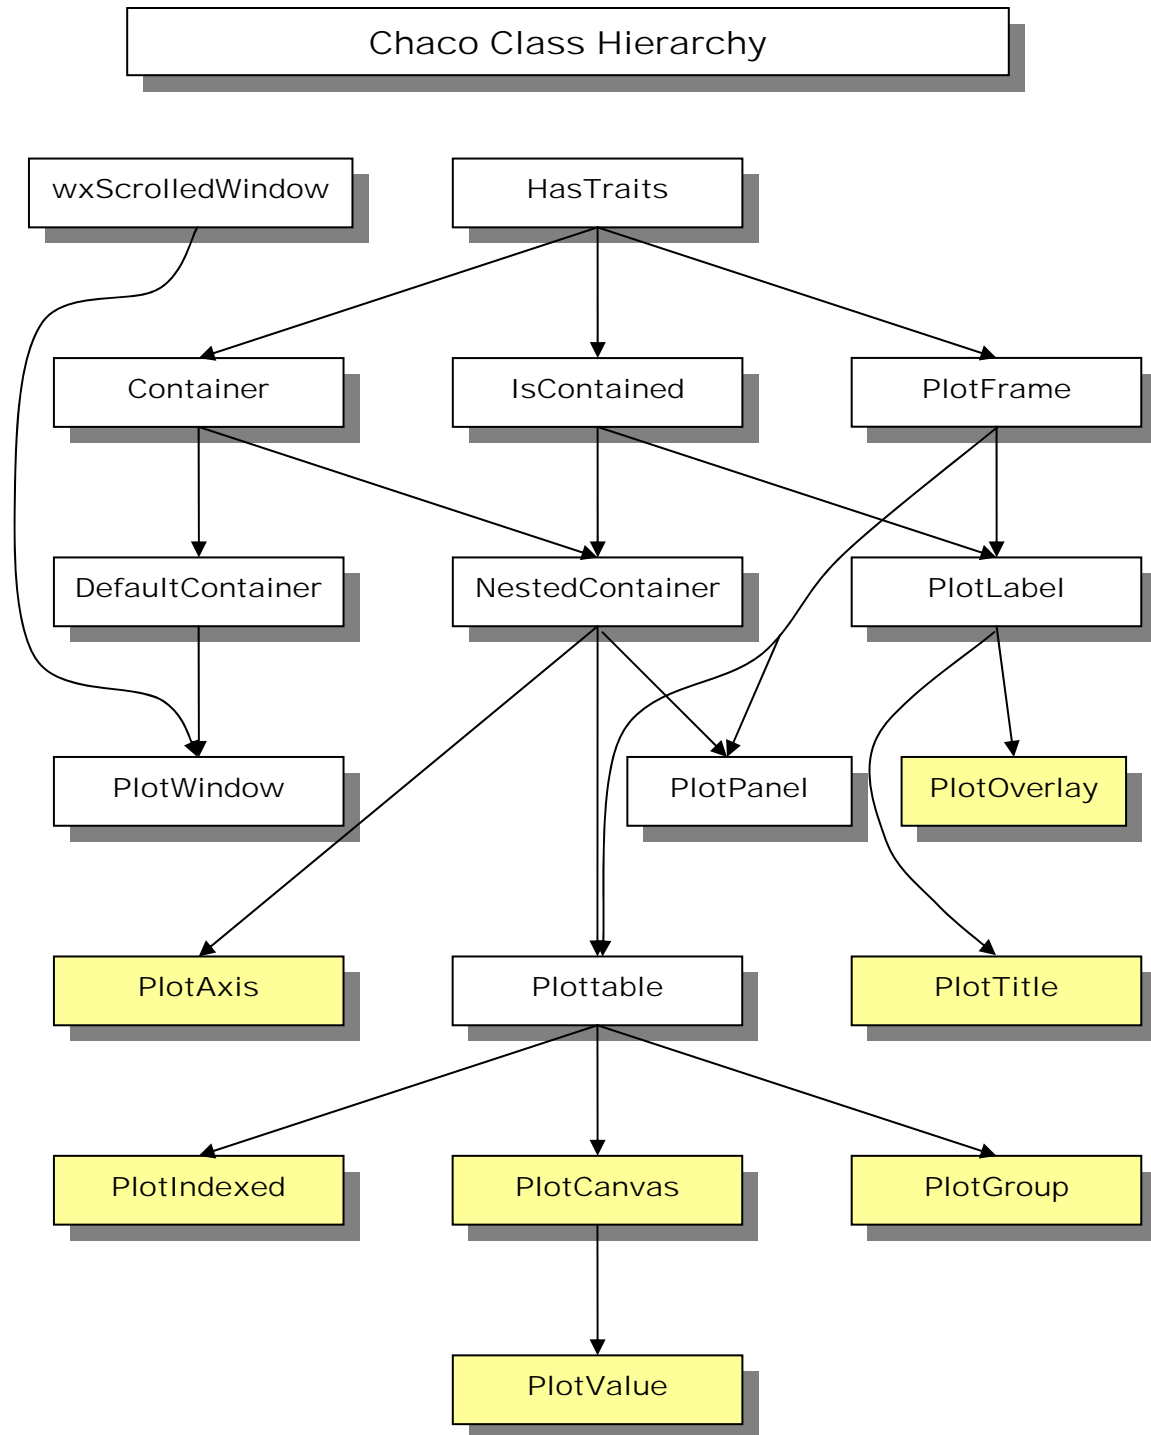 Chaco Class Hierarchy
wxScrolledWindow
HasTraits
Container
IsContained
PlotFrame
DefaultContainer
NestedContainer
PlotLabel
PlotWindow
PlotPanel
PlotOverlay
PlotAxis
Plottable
PlotTitle
PlotIndexed
PlotCanvas
PlotGroup
PlotValue